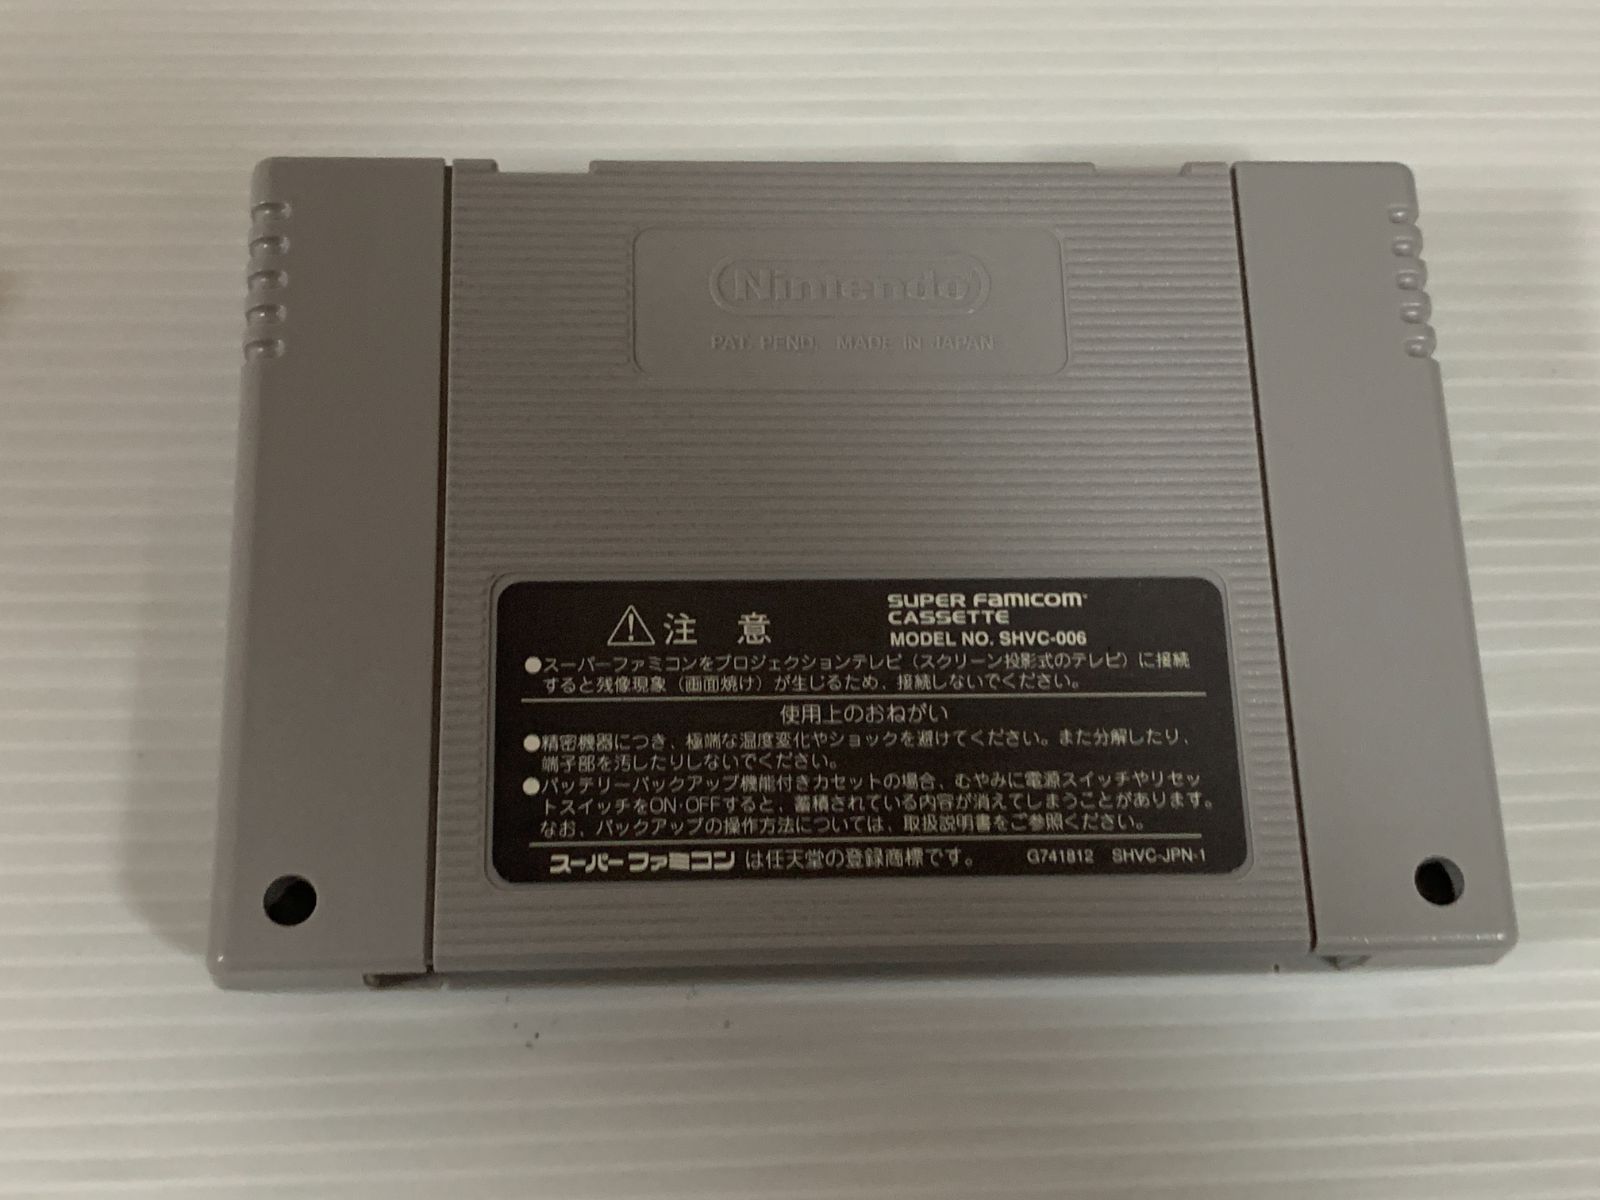 Nintendo
PAT. PEND. MADE IN JAPAN
注 意
SUPER FAMICOM
CASSETTE
MODEL NO. SHVC-006
●スーパーファミコンをプロジェクションテレビ（スクリーン投影式のテレビ）に接続
すると残像現象（画面焼け）が生じるため、接続しないでください。
使用上のおねがい
●精密機器につき、極端な温度変化やショックを避けてください。また分解したり、
端子部を汚したりしないでください。
●バッテリーバックアップ機能付きカセットの場合、むやみに電源スイッチやリセッ
トスイッチをON・OFFすると、蓄積されている内容が消えてしまうことがあります。
なお、バックアップの操作方法については、取扱説明書をご参照ください。
スーパーファミコン は任天堂の登録商標です。 G741812 SHVC-JPN-1